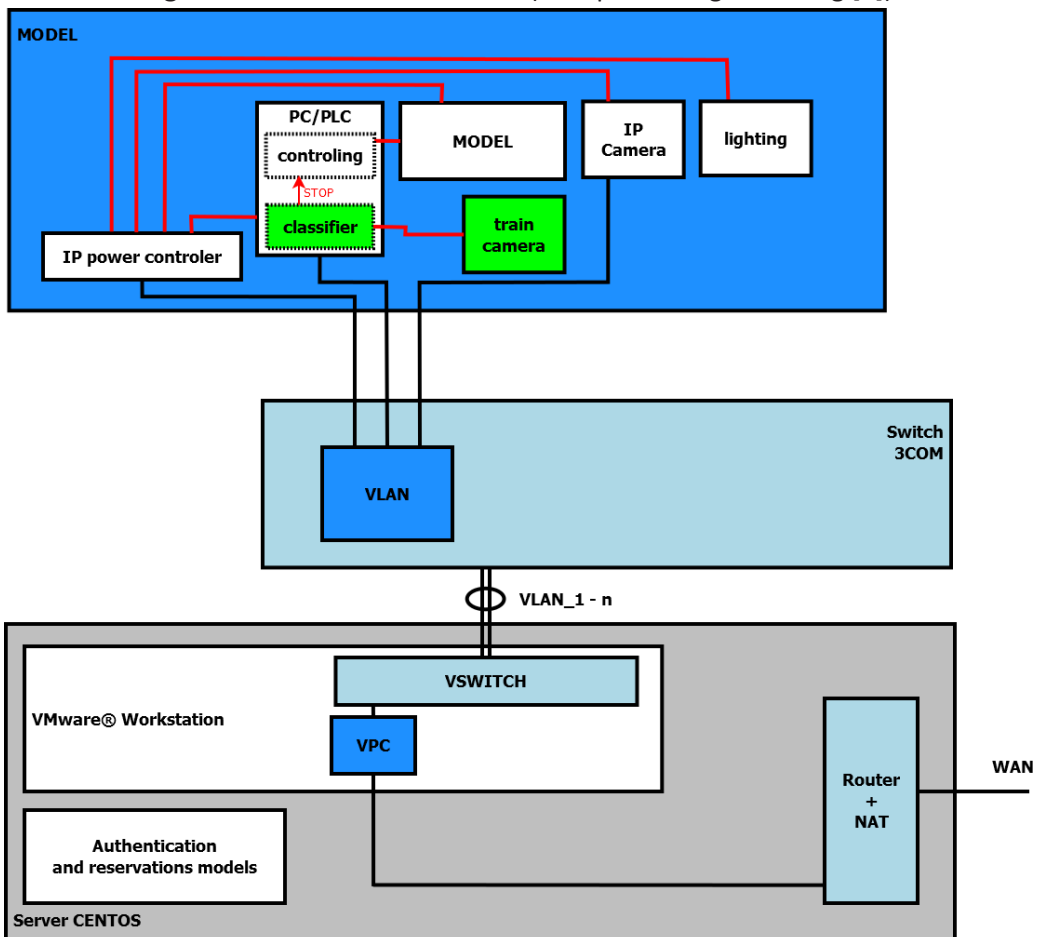 MODEL
PC/PLC
controling
STOP
classifier
MODEL
IP
Camera
lighting
train
camera
IP power controler
Switch
3COM
VLAN
VLAN_1 - n
VSWITCH
VMware® Workstation
VPC
WAN
Router
+
NAT
Authentication
and reservations models
Server CENTOS